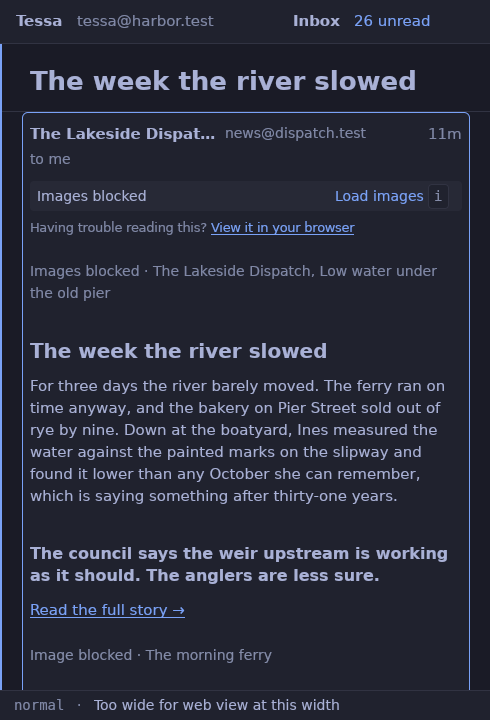 Tessa tessa@harbor.test Inbox 26 unread
The week the river slowed
The Lakeside Dispat… news@dispatch.test 11m
to me
Images blocked Load images i
Having trouble reading this? View it in your browser
Images blocked · The Lakeside Dispatch, Low water under
the old pier
The week the river slowed
For three days the river barely moved. The ferry ran on
time anyway, and the bakery on Pier Street sold out of
rye by nine. Down at the boatyard, Ines measured the
water against the painted marks on the slipway and
found it lower than any October she can remember,
which is saying something after thirty-one years.
The council says the weir upstream is working
as it should. The anglers are less sure.
Read the full story →
Image blocked · The morning ferry
normal · Too wide for web view at this width